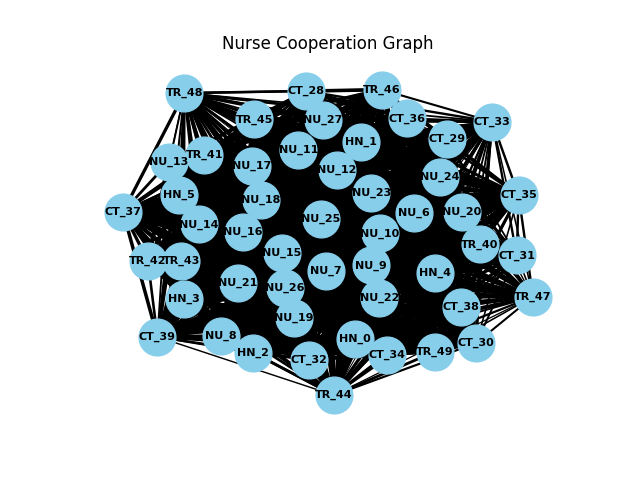 Nurse Cooperation Graph
TR_48
CT_28
TR_46
TR_45
NU_27
CT_36
CT_33
CT_29
HN_1
NU_11
TR_41
NU_13
NU_17
NU_12
NU_24
HN_5
NU_18
NU_23
CT_35
CT_37
NU_14
NU_25
NU_6
NU_20
NU_16
NU_10
TR_40
NU_15
CT_31
TR_42
TR_43
NU_7
NU_9
HN_4
NU_21
NU_26
HN_3
NU_22
TR_47
CT_38
NU_19
CT_39
NU_8
HN_0
CT_30
HN_2
CT_32
CT_34
TR_49
TR_44